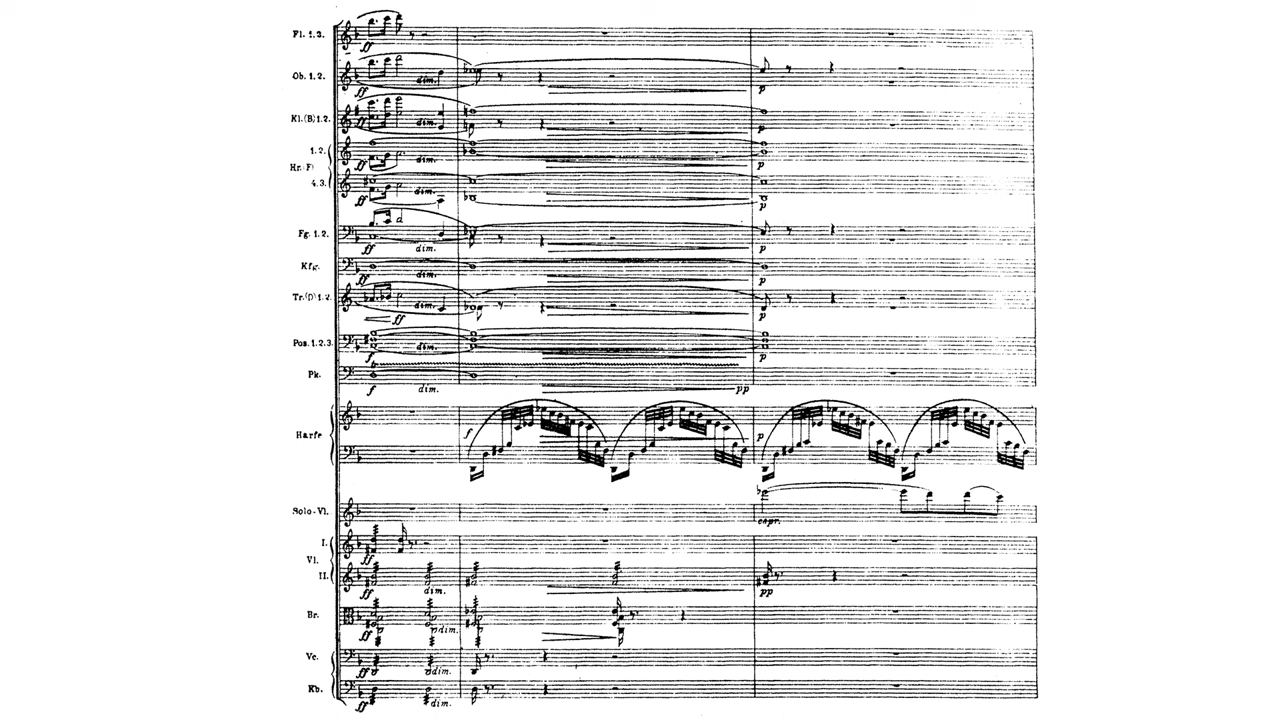 Fl. 1.2.
ff
Ob. 1.2.
dim.
ff
p
Kl.(B)1.2.
ff
dim.
p
1.2.
ff
dim.
p
Hr.(F)
4.3.
dim.
ff
p
Fg. 1.2.
ff
dim.
p
Kfg.
dim.
ff
p
Tr.(D)1.2.
dim.
ff
p
Pos. 1.2.3.
dim.
f
p
Pk.
f
dim.
pp
Harfe
f
p
Solo-Vl.
espr.
I.
ff
Vl.
II.
ff
dim.
pp
Br.
ff
dim.
Vc.
ff
dim.
Kb.
ff
dim.